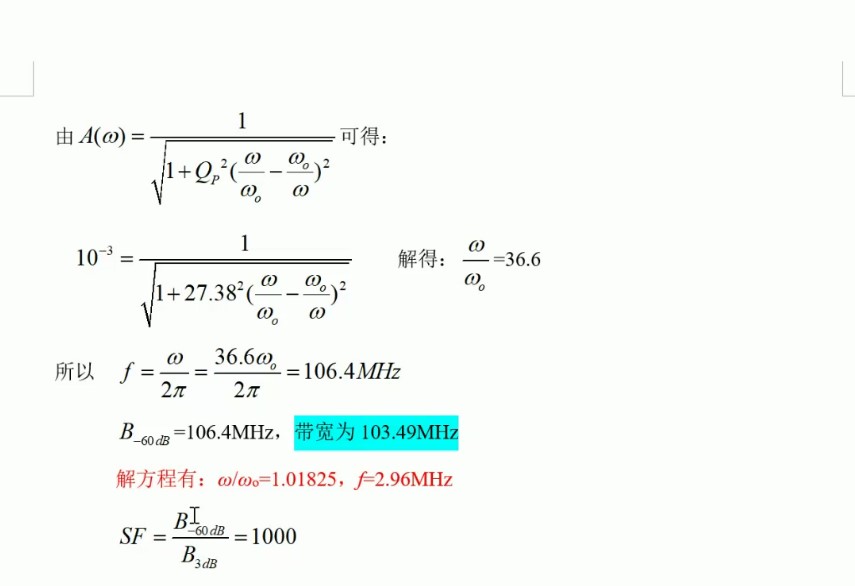 由 A(ω) = 1 / √(1 + Q_P²(ω/ω_o − ω_o/ω)²) 可得：
10⁻³ = 1 / √(1 + 27.38²(ω/ω_o − ω_o/ω)²) 解得： ω/ω_o =36.6
所以 f = ω/2π = 36.6ω_o/2π = 106.4MHz
B_−60dB =106.4MHz，带宽为 103.49MHz
解方程有：ω/ω₀=1.01825，f=2.96MHz
SF = B_−60dB / B_3dB = 1000